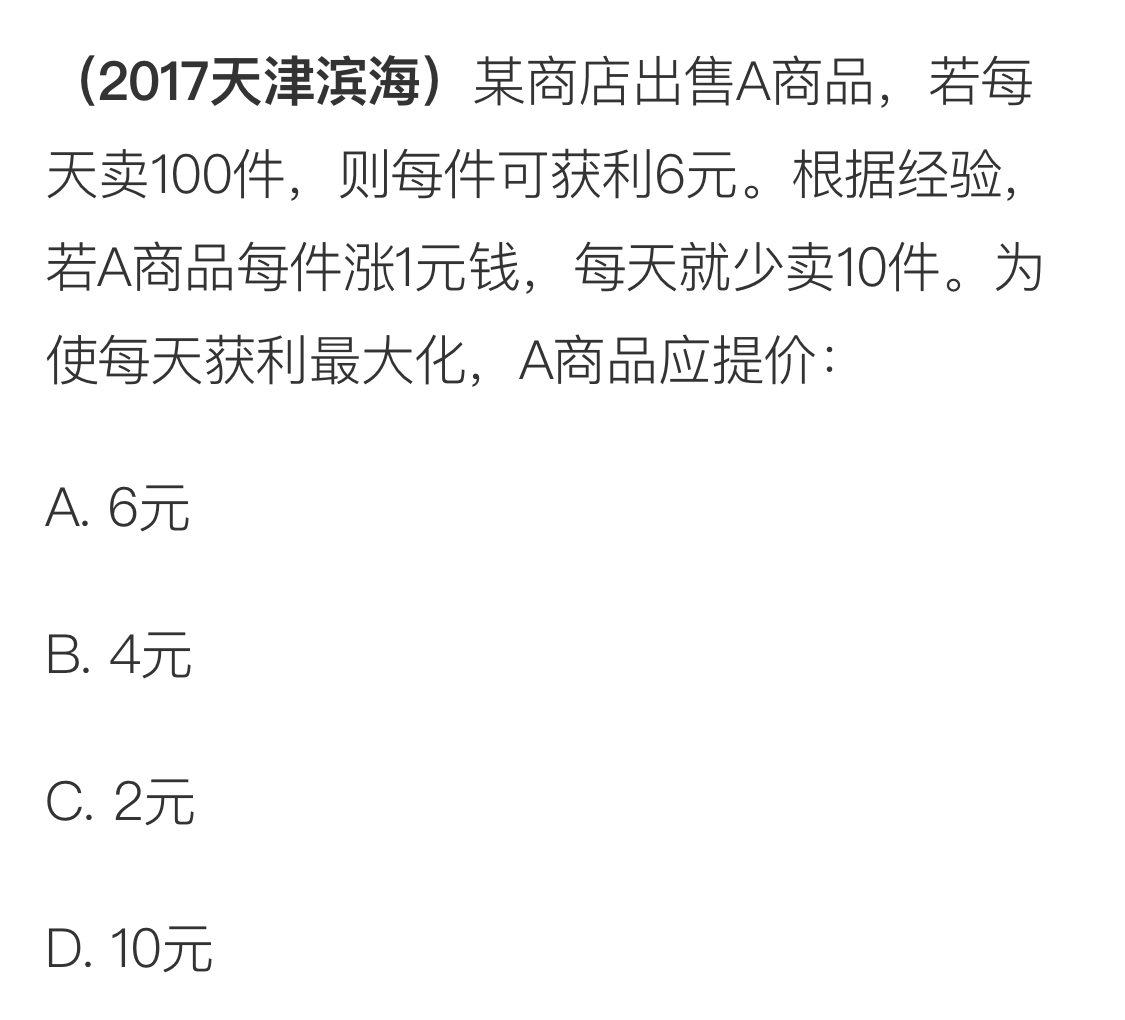 （2017天津滨海）某商店出售A商品，若每
天卖100件，则每件可获利6元。根据经验，
若A商品每件涨1元钱，每天就少卖10件。为
使每天获利最大化，A商品应提价：
A. 6元
B. 4元
C. 2元
D. 10元